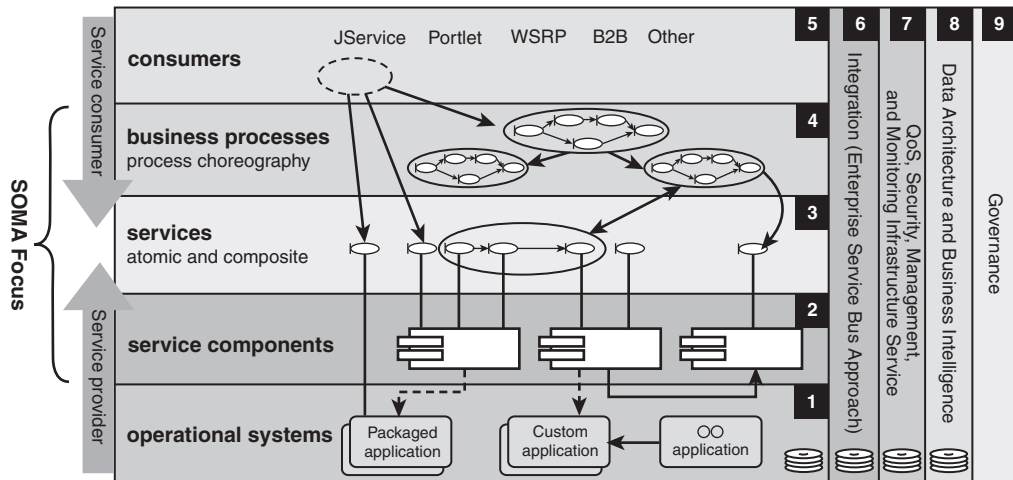 Service consumer
SOMA Focus
Service provider
JService Portlet WSRP B2B Other
consumers
5
business processes
process choreography
4
services
atomic and composite
3
service components
2
operational systems
1
Packaged
application
Custom
application
OO
application
6
Integration (Enterprise Service Bus Approach)
7
QoS, Security, Management,
and Monitoring Infrastructure Service
8
Data Architecture and Business Intelligence
9
Governance